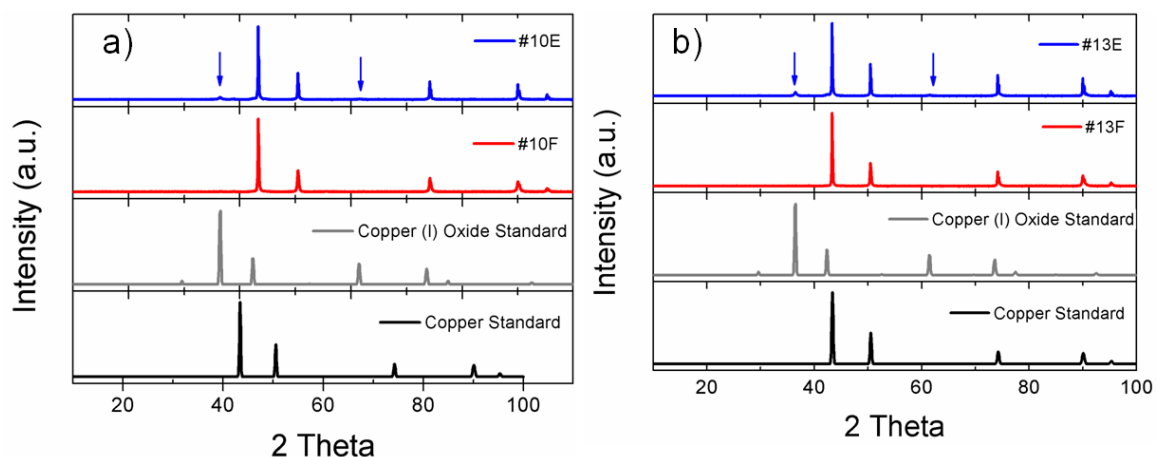 a)
#10E
#10F
Copper (I) Oxide Standard
Copper Standard
Intensity (a.u.)
20 40 60 80 100
2 Theta
b)
#13E
#13F
Copper (I) Oxide Standard
Copper Standard
Intensity (a.u.)
20 40 60 80 100
2 Theta